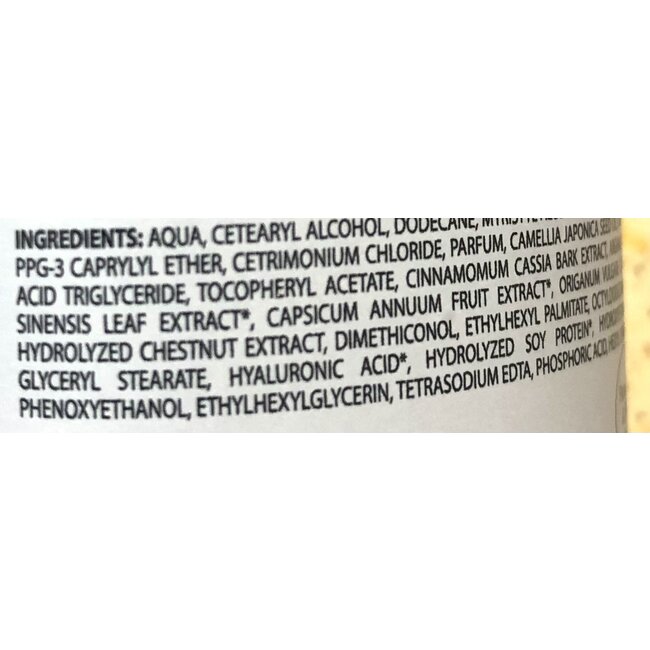 INGREDIENTS: AQUA, CETEARYL ALCOHOL, DODECANE,
PPG-3 CAPRYLYL ETHER, CETRIMONIUM CHLORIDE, PARFUM, CAMELLIA JAPONICA SEED
ACID TRIGLYCERIDE, TOCOPHERYL ACETATE, CINNAMOMUM CASSIA BARK EXTRACT,
SINENSIS LEAF EXTRACT*, CAPSICUM ANNUUM FRUIT EXTRACT*, ORIGANUM
HYDROLYZED CHESTNUT EXTRACT, DIMETHICONOL, ETHYLHEXYL PALMITATE,
GLYCERYL STEARATE, HYALURONIC ACID*, HYDROLYZED SOY PROTEIN*,
PHENOXYETHANOL, ETHYLHEXYLGLYCERIN, TETRASODIUM EDTA, PHOSPHORIC ACID,